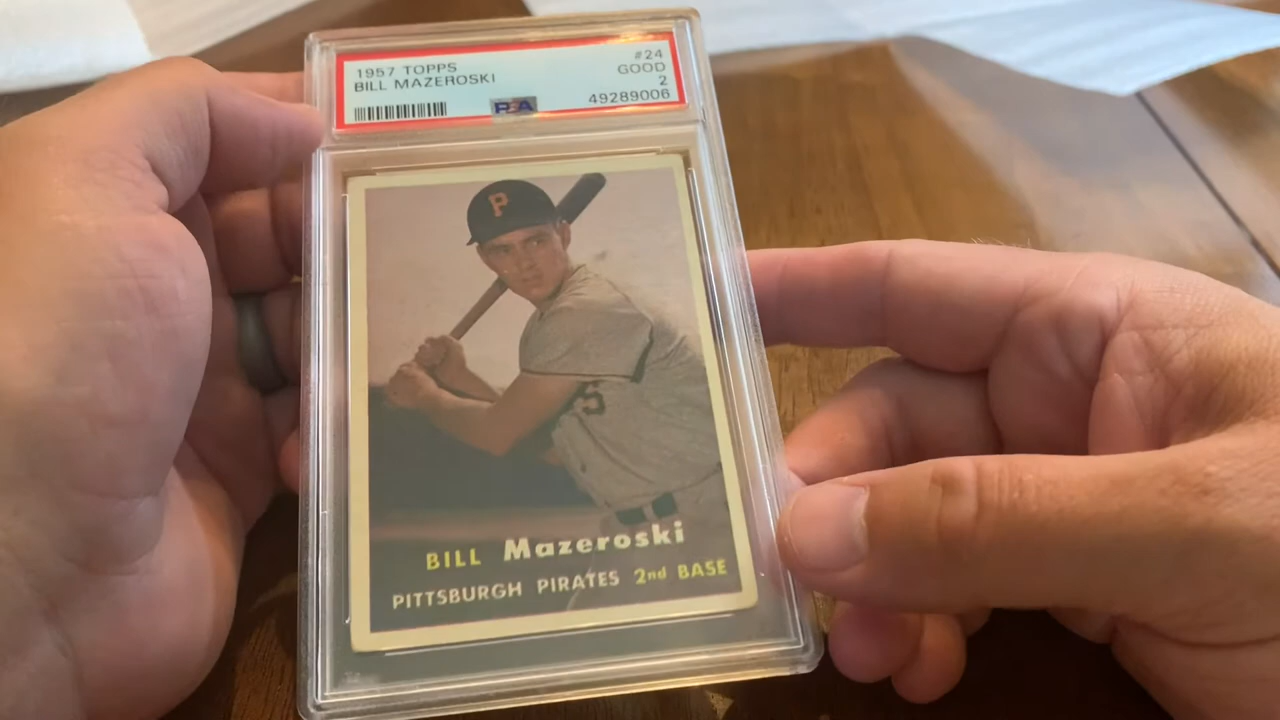 1957 TOPPS #24
BILL MAZEROSKI GOOD
2
PSA 49289006
P
5
BILL Mazeroski
PITTSBURGH PIRATES 2nd BASE